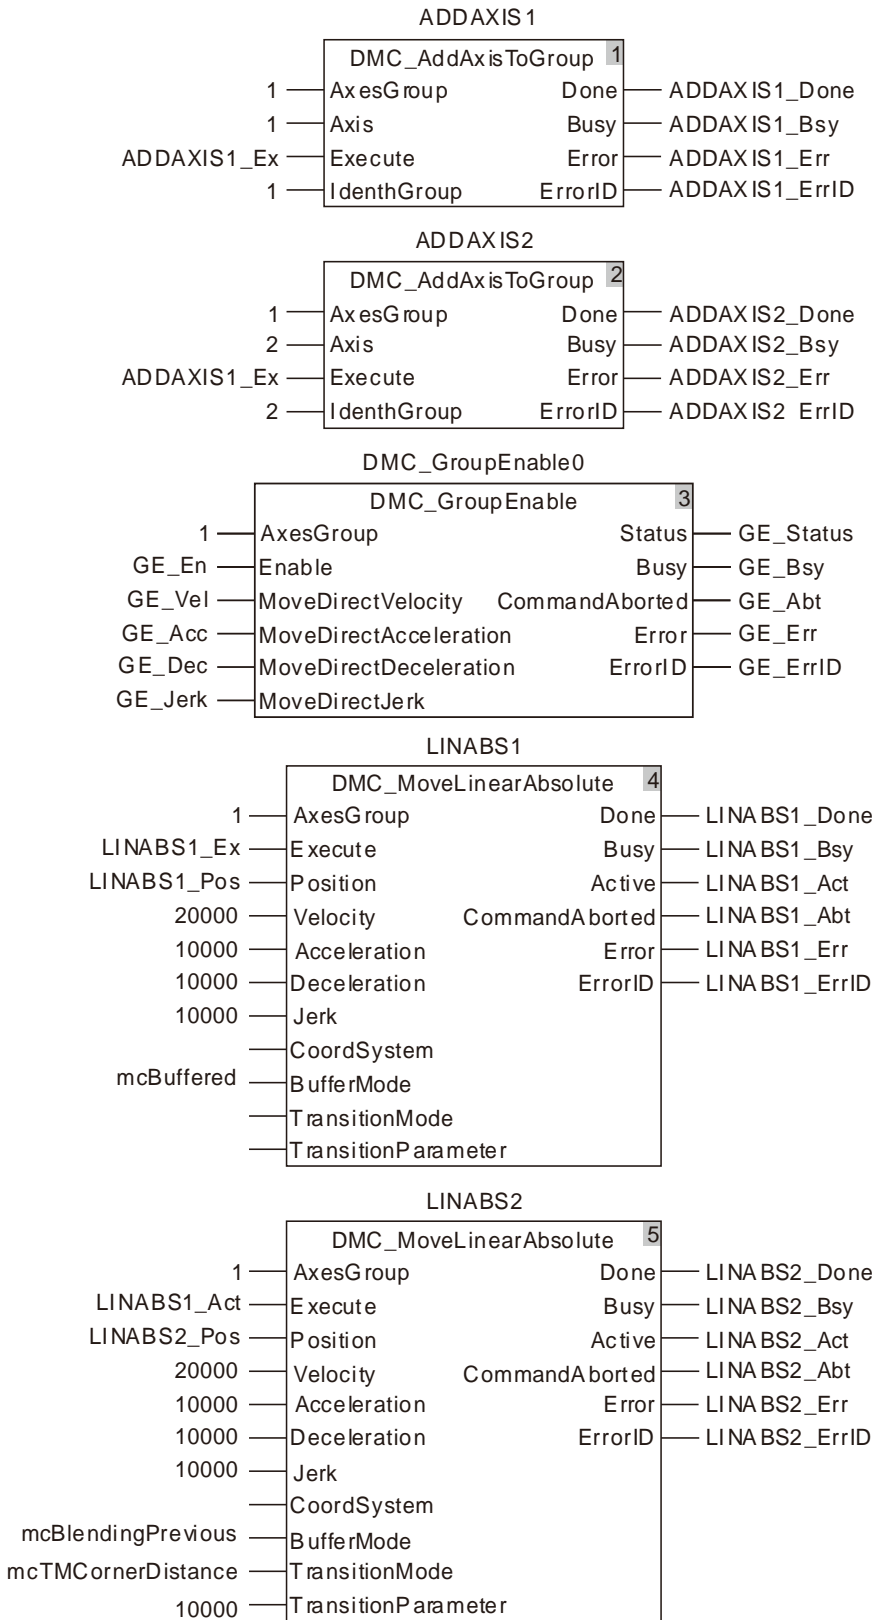 ADDAXIS1
DMC_AddAxisToGroup 1
1 AxesGroup Done ADDAXIS1_Done
1 Axis Busy ADDAXIS1_Bsy
ADDAXIS1_Ex Execute Error ADDAXIS1_Err
1 IdenthGroup ErrorID ADDAXIS1_ErrID
ADDAXIS2
DMC_AddAxisToGroup 2
1 AxesGroup Done ADDAXIS2_Done
2 Axis Busy ADDAXIS2_Bsy
ADDAXIS1_Ex Execute Error ADDAXIS2_Err
2 IdenthGroup ErrorID ADDAXIS2 ErrID
DMC_GroupEnable0
DMC_GroupEnable 3
1 AxesGroup Status GE_Status
GE_En Enable Busy GE_Bsy
GE_Vel MoveDirectVelocity CommandAborted GE_Abt
GE_Acc MoveDirectAcceleration Error GE_Err
GE_Dec MoveDirectDeceleration ErrorID GE_ErrID
GE_Jerk MoveDirectJerk
LINABS1
DMC_MoveLinearAbsolute 4
1 AxesGroup Done LINABS1_Done
LINABS1_Ex Execute Busy LINABS1_Bsy
LINABS1_Pos Position Active LINABS1_Act
20000 Velocity CommandAborted LINABS1_Abt
10000 Acceleration Error LINABS1_Err
10000 Deceleration ErrorID LINABS1_ErrID
10000 Jerk
CoordSystem
mcBuffered BufferMode
TransitionMode
TransitionParameter
LINABS2
DMC_MoveLinearAbsolute 5
1 AxesGroup Done LINABS2_Done
LINABS1_Act Execute Busy LINABS2_Bsy
LINABS2_Pos Position Active LINABS2_Act
20000 Velocity CommandAborted LINABS2_Abt
10000 Acceleration Error LINABS2_Err
10000 Deceleration ErrorID LINABS2_ErrID
10000 Jerk
CoordSystem
mcBlendingPrevious BufferMode
mcTMCornerDistance TransitionMode
10000 TransitionParameter